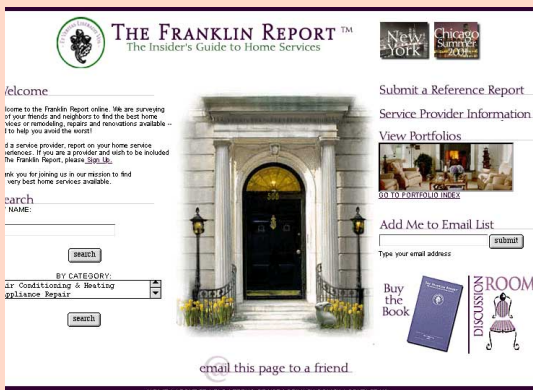 THE FRANKLIN REPORT ™
The Insider's Guide to Home Services
New York
Chicago
Summer
2001
elcome
lcome to the Franklin Report online. We are surveying
of your friends and neighbors to find the best home
vices or remodeling, repairs and renovations available --
d to help you avoid the worst!
d a service provider, report on your home service
periences. If you are a provider and wish to be included
The Franklin Report, please Sign Up.
ank you for joining us in our mission to find
very best home services available.
earch
NAME:
search
BY CATEGORY:
ir Conditioning & Heating
ppliance Repair
search
Submit a Reference Report
Service Provider Information
View Portfolios
GO TO PORTFOLIO INDEX
Add Me to Email List
submit
Type your email address
Buy
the
Book
DISCUSSION ROOM
email this page to a friend